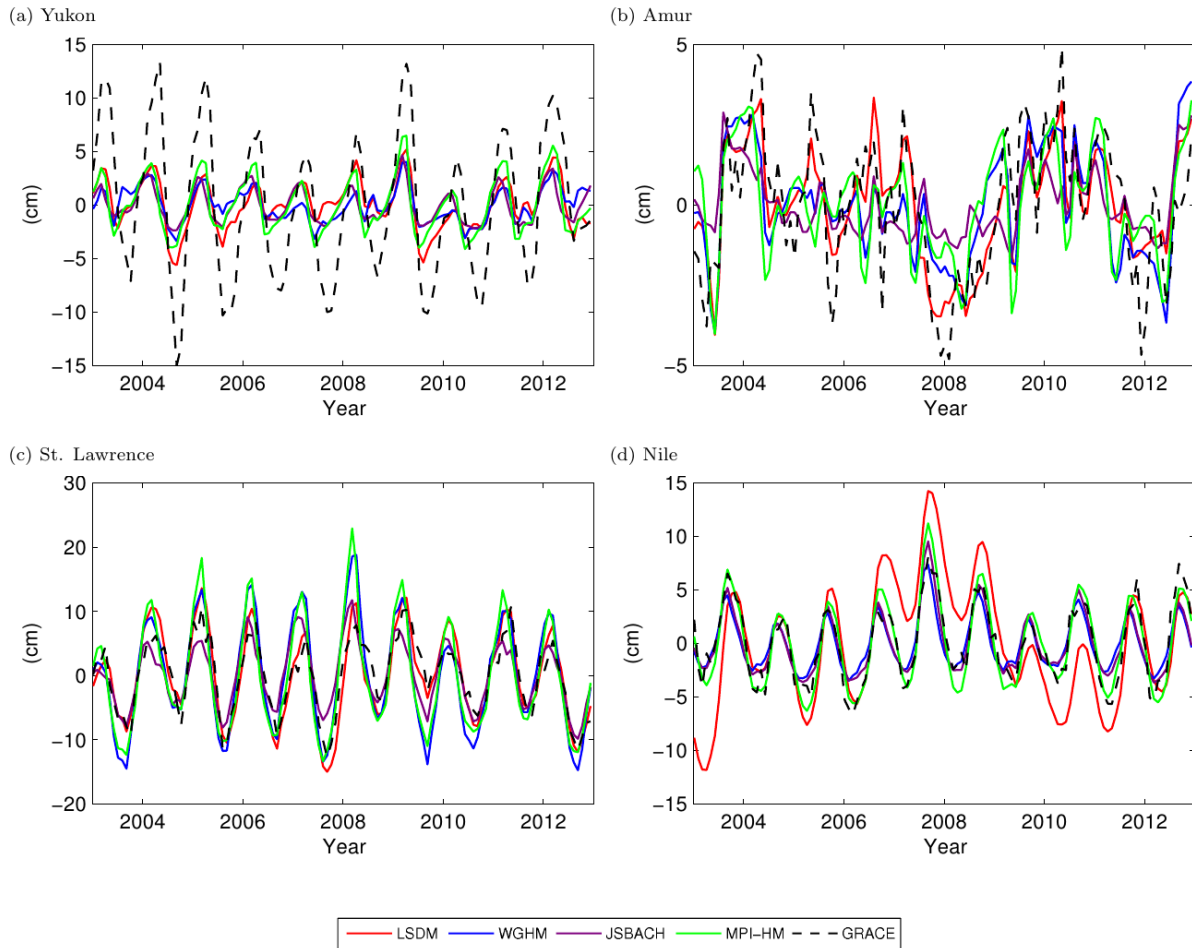 (a) Yukon
15
10
5
0
−5
−10
−15
(cm)
2004 2006 2008 2010 2012
Year
(b) Amur
5
0
−5
(cm)
2004 2006 2008 2010 2012
Year
(c) St. Lawrence
30
20
10
0
−10
−20
(cm)
2004 2006 2008 2010 2012
Year
(d) Nile
15
10
5
0
−5
−10
−15
(cm)
2004 2006 2008 2010 2012
Year
LSDM WGHM JSBACH MPI−HM GRACE